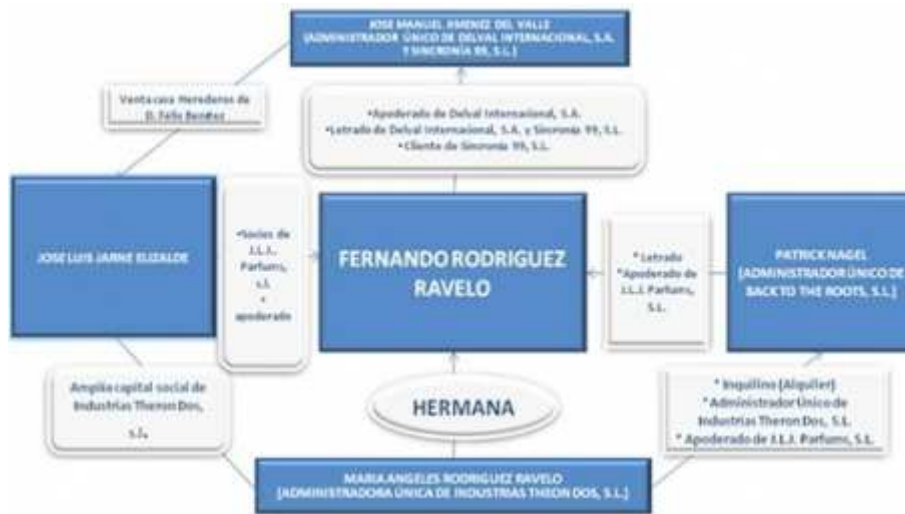 JOSE MANUEL JIMENEZ DEL VALLE
(ADMINISTRADOR ÚNICO DE DELVAL INTERNACIONAL, S.A.
Y SINCRONÍA 99, S.L.)
Venta casa Herederos de
D. Félix Benítez
•Apoderado de Delval Internacional, S.A.
•Letrado de Delval Internacional, S.A. y Sincronía 99, S.L.
•Cliente de Sincronía 99, S.L.
JOSE LUIS JARNE ELIZALDE
•Socios de
J.L.J.
Parfums,
s.l.
+
apoderado
FERNANDO RODRIGUEZ
RAVELO
* Letrado
*Apoderado de
J.L.J. Parfums,
S.L.
PATRICK NAGEL
[ADMINISTRADOR ÚNICO DE
BACK TO THE ROOTS, S.L.]
Amplía capital social de
Industrias Theron Dos,
s.l.
HERMANA
* Inquilino (Alquiler)
* Administrador Único de
Industrias Theron Dos, S.L.
* Apoderado de J.L.J. Parfums, S.L.
MARIA ANGELES RODRIGUEZ RAVELO
[ADMINISTRADORA ÚNICA DE INDUSTRIAS THEON DOS, S.L.]